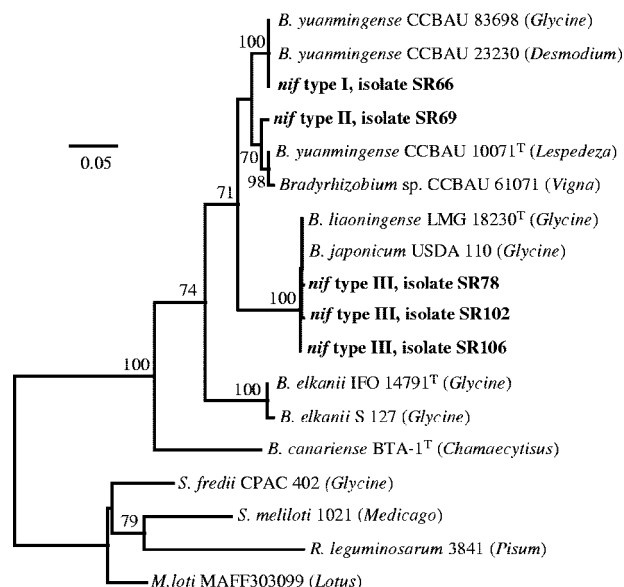 100
B. yuanmingense CCBAU 83698 (Glycine)
B. yuanmingense CCBAU 23230 (Desmodium)
nif type I, isolate SR66
nif type II, isolate SR69
0.05
70
B. yuanmingense CCBAU 10071ᵀ (Lespedeza)
98
Bradyrhizobium sp. CCBAU 61071 (Vigna)
71
B. liaoningense LMG 18230ᵀ (Glycine)
B. japonicum USDA 110 (Glycine)
nif type III, isolate SR78
74
100
nif type III, isolate SR102
nif type III, isolate SR106
100
B. elkanii IFO 14791ᵀ (Glycine)
100
B. elkanii S 127 (Glycine)
B. canariense BTA-1ᵀ (Chamaecytisus)
S. fredii CPAC 402 (Glycine)
79
S. meliloti 1021 (Medicago)
R. leguminosarum 3841 (Pisum)
M.loti MAFF303099 (Lotus)